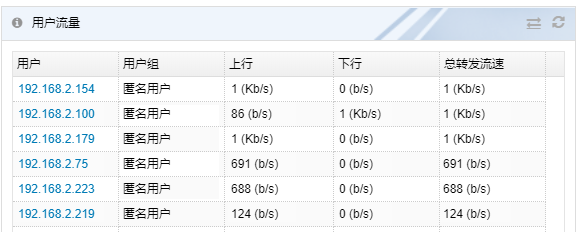 用户流量
用户 用户组 上行 下行 总转发流速
192.168.2.154 匿名用户 1 (Kb/s) 0 (b/s) 1 (Kb/s)
192.168.2.100 匿名用户 86 (b/s) 1 (Kb/s) 1 (Kb/s)
192.168.2.179 匿名用户 1 (Kb/s) 0 (b/s) 1 (Kb/s)
192.168.2.75 匿名用户 691 (b/s) 0 (b/s) 691 (b/s)
192.168.2.223 匿名用户 688 (b/s) 0 (b/s) 688 (b/s)
192.168.2.219 匿名用户 124 (b/s) 0 (b/s) 124 (b/s)